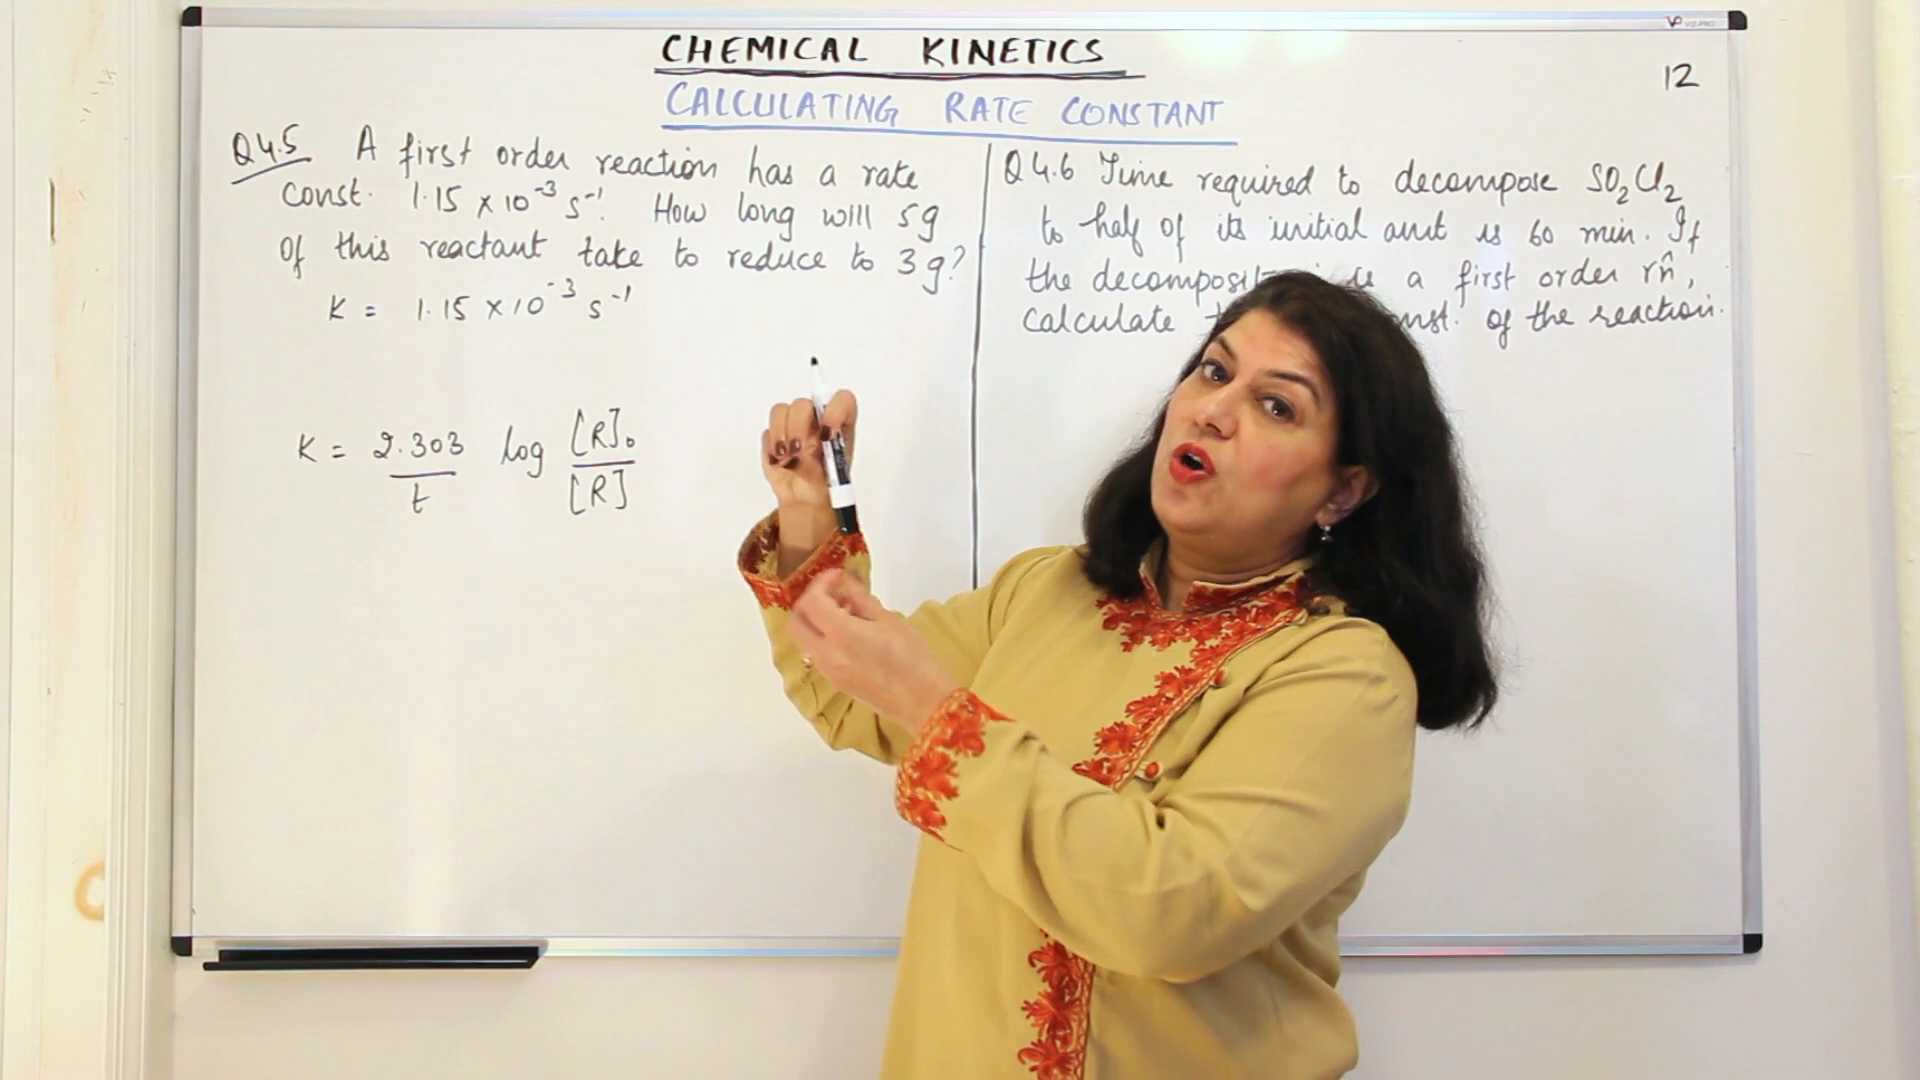 VP VIZ-PRO
CHEMICAL KINETICS
12
CALCULATING RATE CONSTANT
Q4.5 A first order reaction has a rate
const. 1.15 x 10⁻³ s⁻¹. How long will 5g
of this reactant take to reduce to 3g?
K = 1.15 x 10⁻³ s⁻¹
K = 2.303/t log [R]₀/[R]
Q4.6 Time required to decompose SO₂Cl₂
to half of its initial amt is 60 min. If
the a first order rn̂,
calculate of the reaction.